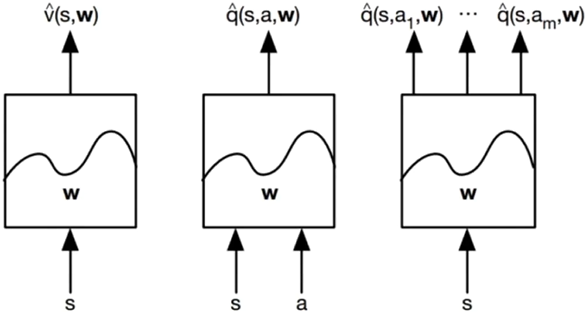 v̂(s,w) q̂(s,a,w) q̂(s,a₁,w) ⋯ q̂(s,aₘ,w)
w w w
s s a s